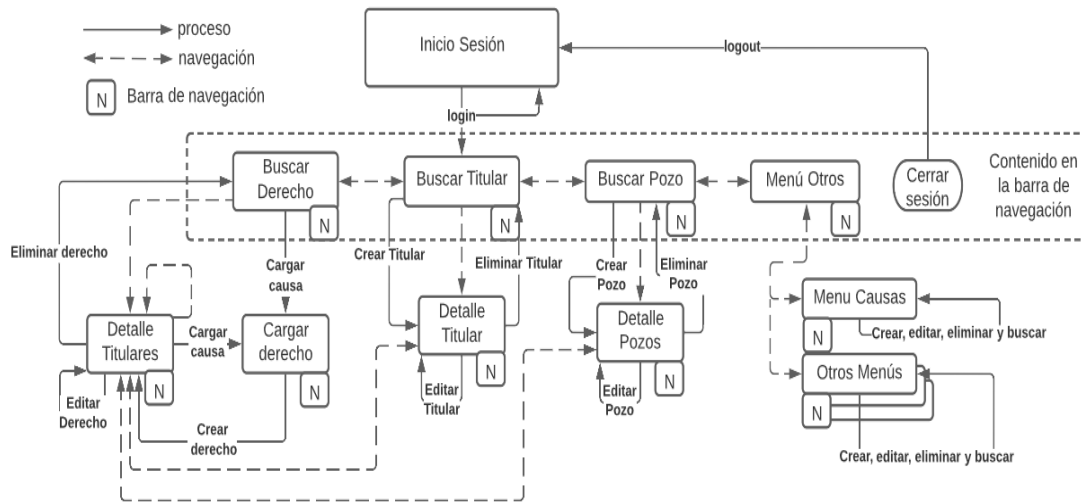 proceso
navegación
N
Barra de navegación
Inicio Sesión
logout
login
Buscar
Derecho
N
Buscar Titular
N
Buscar Pozo
N
Menú Otros
N
Cerrar
sesión
Contenido en
la barra de
navegación
Eliminar derecho
Cargar
causa
Crear Titular
Eliminar Titular
Crear
Pozo
Eliminar
Pozo
Detalle
Titulares
N
Cargar
causa
Cargar
derecho
N
Detalle
Titular
N
Detalle
Pozos
N
Menu Causas
N
Crear, editar, eliminar y buscar
Otros Menús
N
Editar
Derecho
Crear
derecho
Editar
Titular
Editar
Pozo
Crear, editar, eliminar y buscar